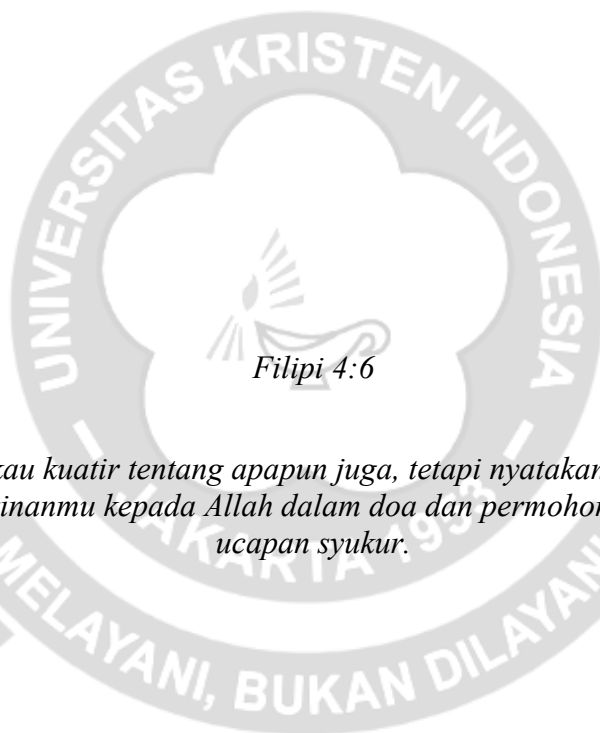 UNIVERSITAS KRISTEN INDONESIA
Filipi 4:6
kau kuatir tentang apapun juga, tetapi nyatakan
inanmu kepada Allah dalam doa dan permohon
ucapan syukur.
JAKARTA 1953
MELAYANI, BUKAN DILAYANI